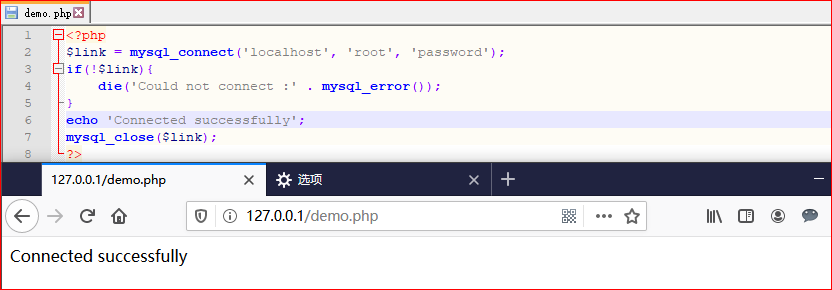 demo.php
1 <?php
2 $link = mysql_connect('localhost', 'root', 'password');
3 if(!$link){
4 die('Could not connect :' . mysql_error());
5 }
6 echo 'Connected successfully';
7 mysql_close($link);
8 ?>
127.0.0.1/demo.php
选项
127.0.0.1/demo.php
Connected successfully